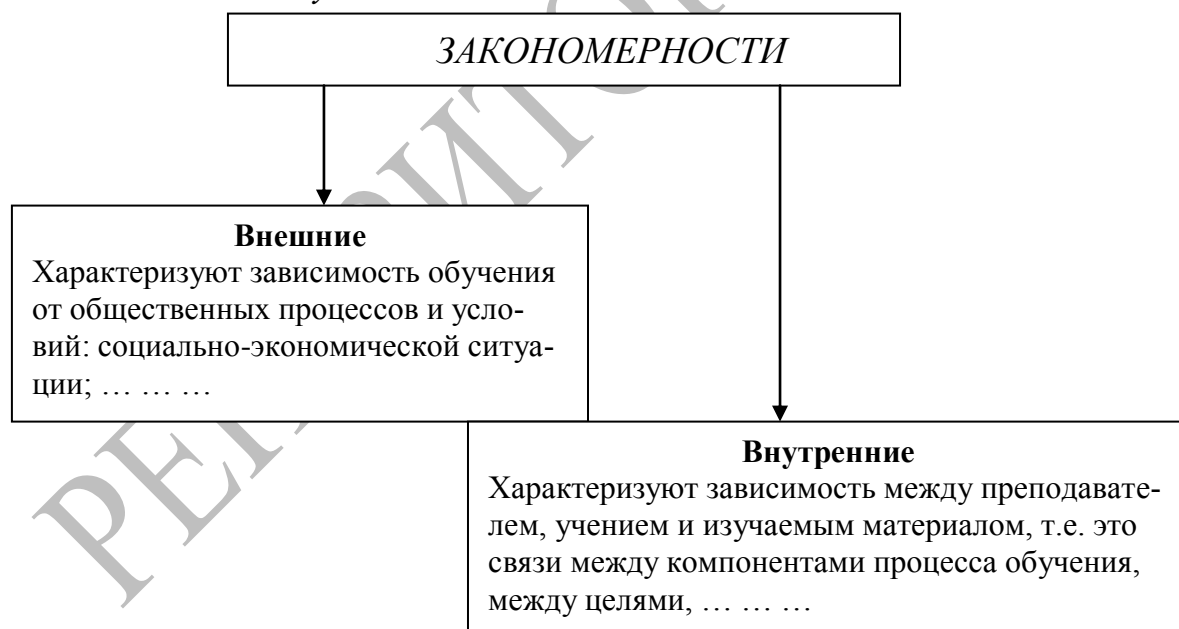 ЗАКОНОМЕРНОСТИ
Внешние
Характеризуют зависимость обучения
от общественных процессов и усло-
вий: социально-экономической ситуа-
ции; … … …
Внутренние
Характеризуют зависимость между преподавате-
лем, учением и изучаемым материалом, т.е. это
связи между компонентами процесса обучения,
между целями, … … …